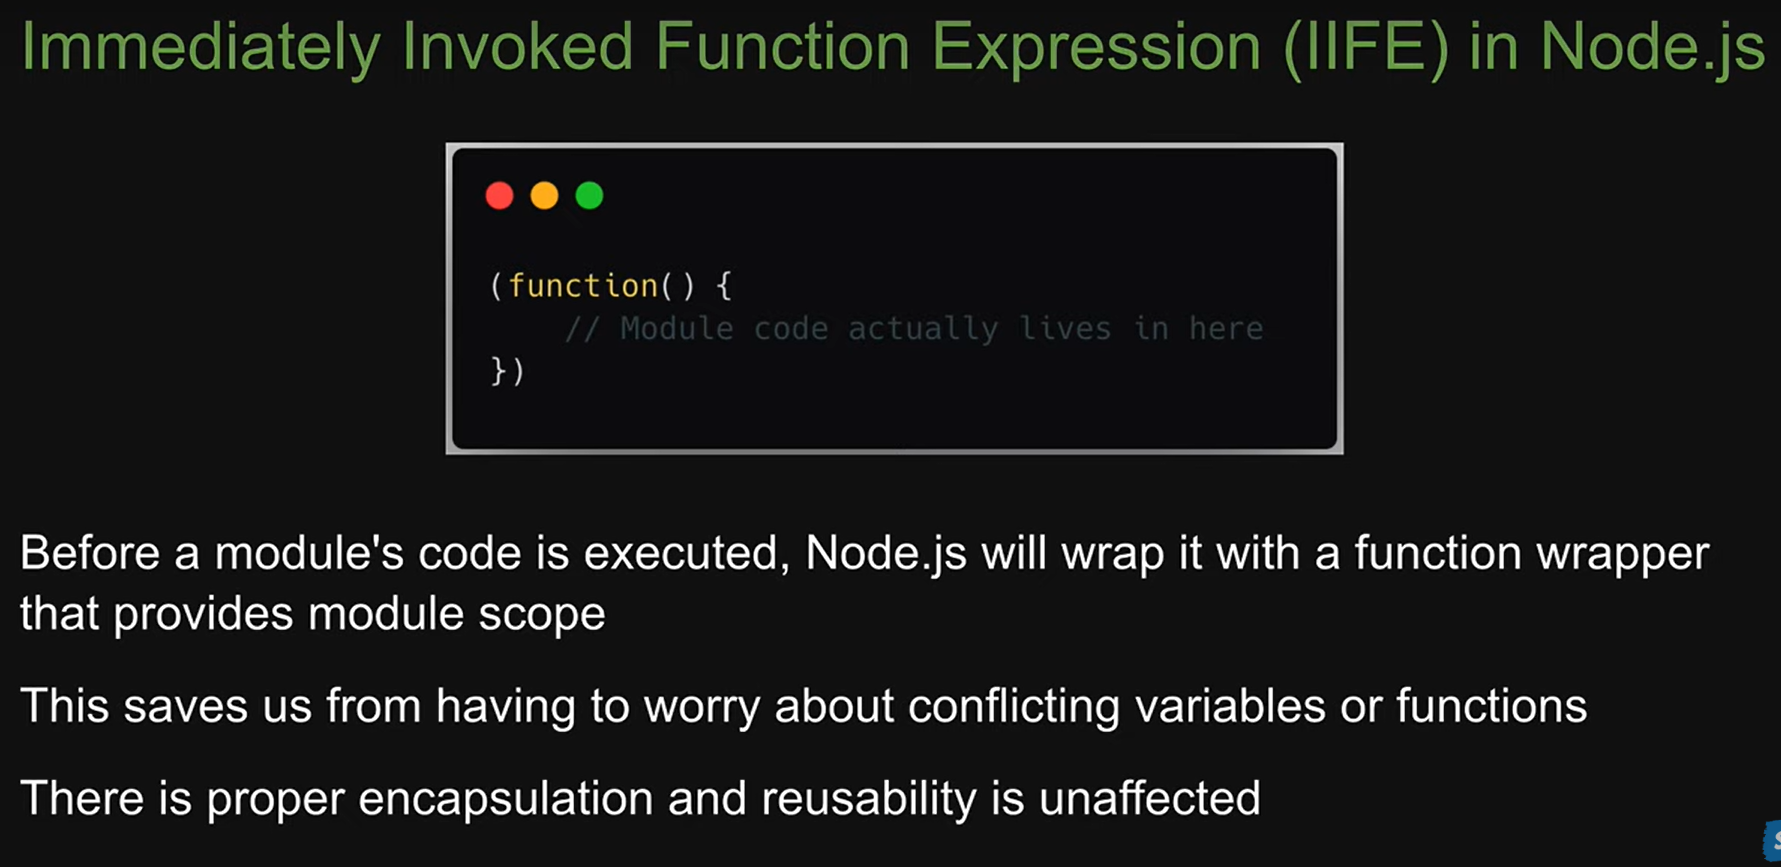 Immediately Invoked Function Expression (IIFE) in Node.js
(function() {
// Module code actually lives in here
})
Before a module's code is executed, Node.js will wrap it with a function wrapper
that provides module scope
This saves us from having to worry about conflicting variables or functions
There is proper encapsulation and reusability is unaffected